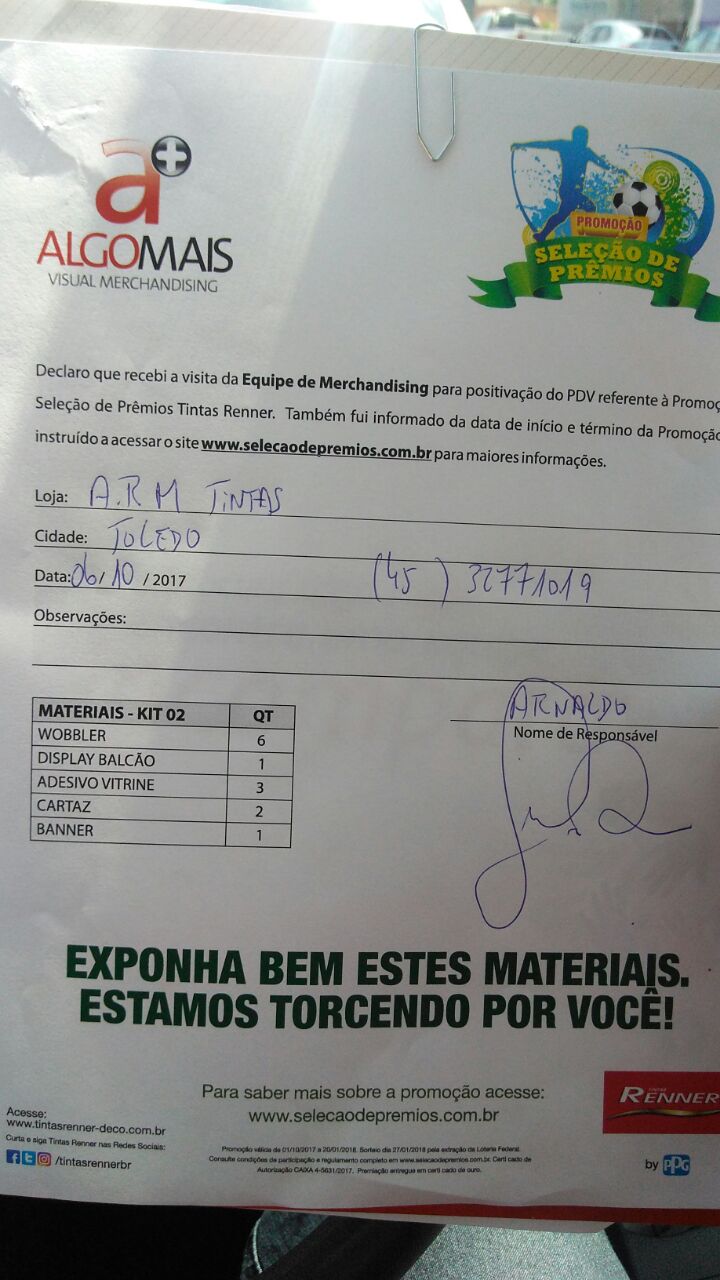 a+
ALGOMAIS
VISUAL MERCHANDISING
PROMOÇÃO
SELEÇÃO DE
PRÊMIOS
Declaro que recebi a visita da Equipe de Merchandising para positivação do PDV referente à Promoç
Seleção de Prêmios Tintas Renner. Também fui informado da data de início e término da Promoção
instruído a acessar o site www.selecaodepremios.com.br para maiores informações.
Loja: A.R.M TINTAS
Cidade: TOLEDO
Data: 06/10/2017 (45) 32771019
Observações:
MATERIAIS - KIT 02 QT
WOBBLER 6
DISPLAY BALCÃO 1
ADESIVO VITRINE 3
CARTAZ 2
BANNER 1
ARNALDO
Nome de Responsável
EXPONHA BEM ESTES MATERIAIS.
ESTAMOS TORCENDO POR VOCÊ!
Para saber mais sobre a promoção acesse:
www.selecaodepremios.com.br
TINTAS
RENNER
by PPG
Acesse:
www.tintasrenner-deco.com.br
Curta e siga Tintas Renner nas Redes Sociais:
/tintasrennerbr
Promoção válida de 01/10/2017 a 20/01/2018. Sorteio dia 27/01/2018 pela extração da Loteria Federal.
Consulte condições de participação e regulamento completo em www.selecaodepremios.com.br. Certificado de
Autorização CAIXA 4-5631/2017. Premiação entregue em certificado de ouro.